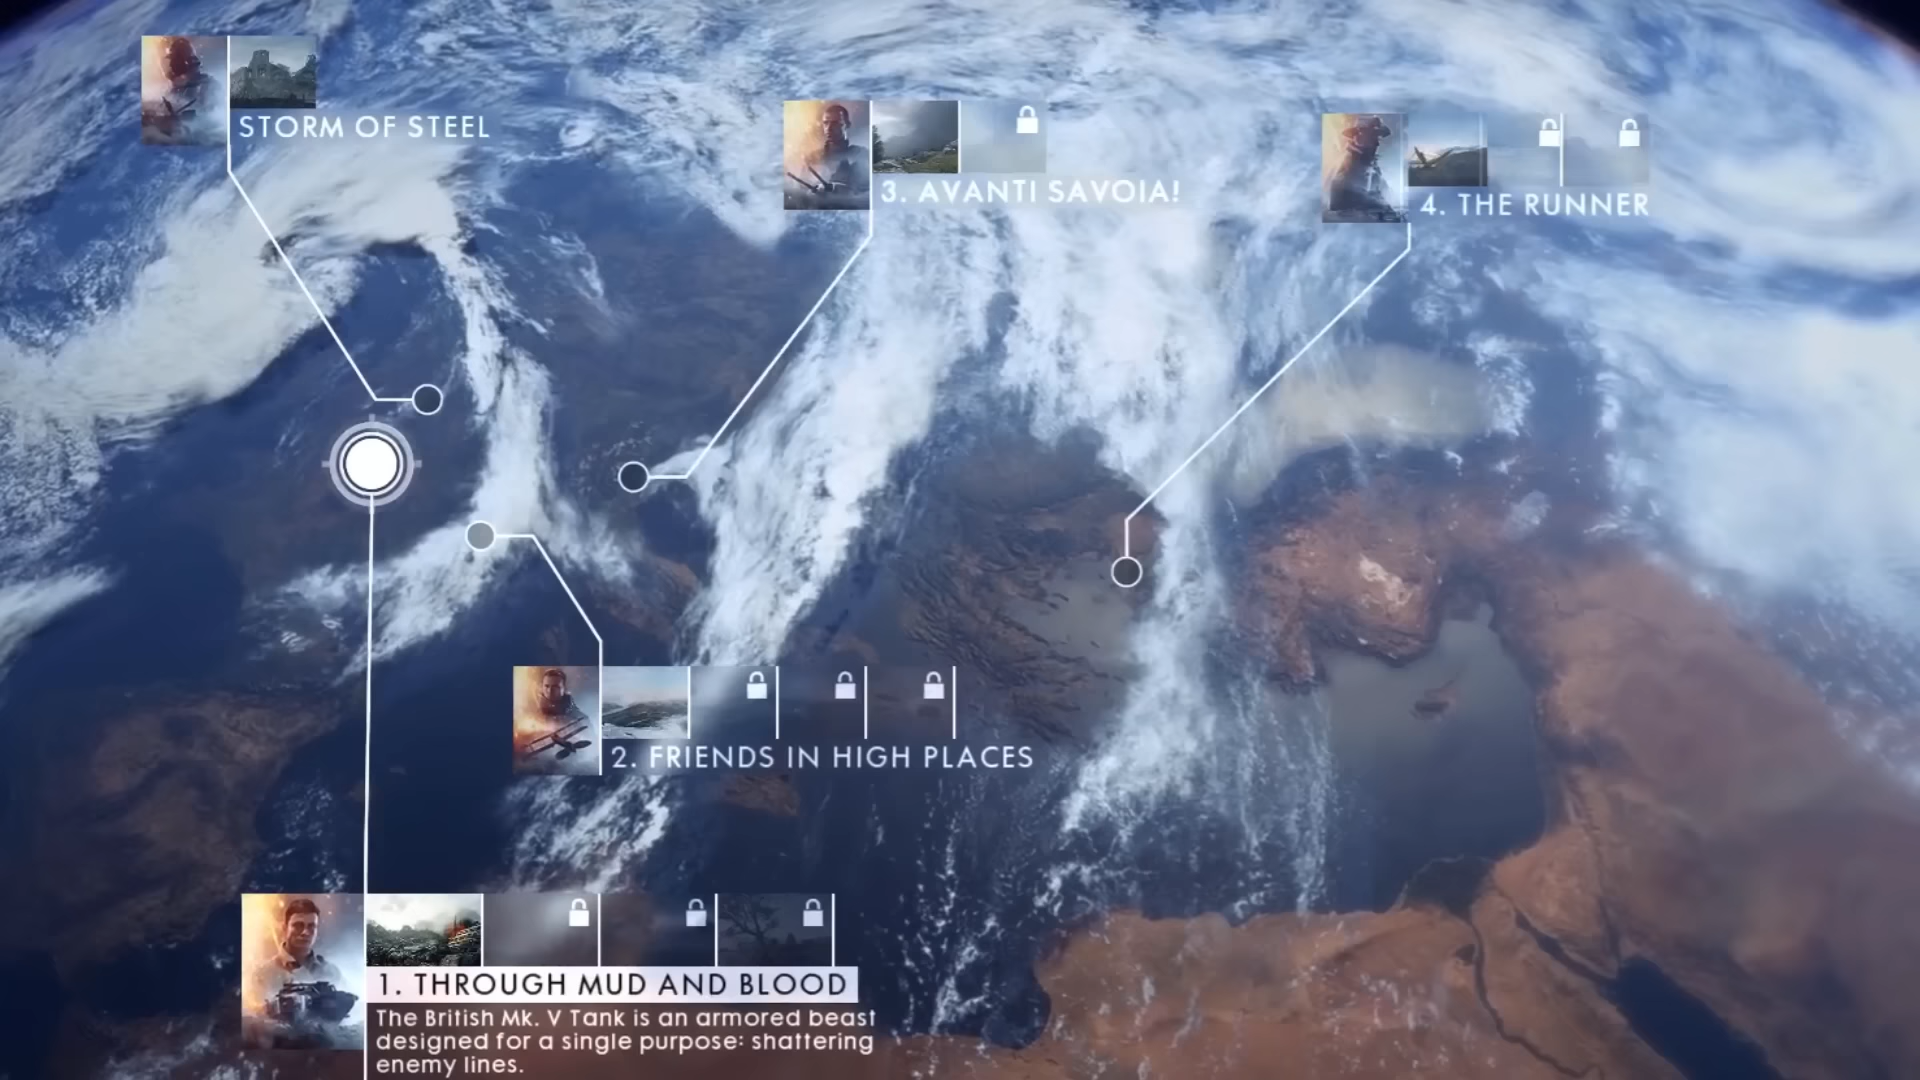 STORM OF STEEL
3. AVANTI SAVOIA!
4. THE RUNNER
2. FRIENDS IN HIGH PLACES
1. THROUGH MUD AND BLOOD
The British Mk. V Tank is an armored beast
designed for a single purpose: shattering
enemy lines.